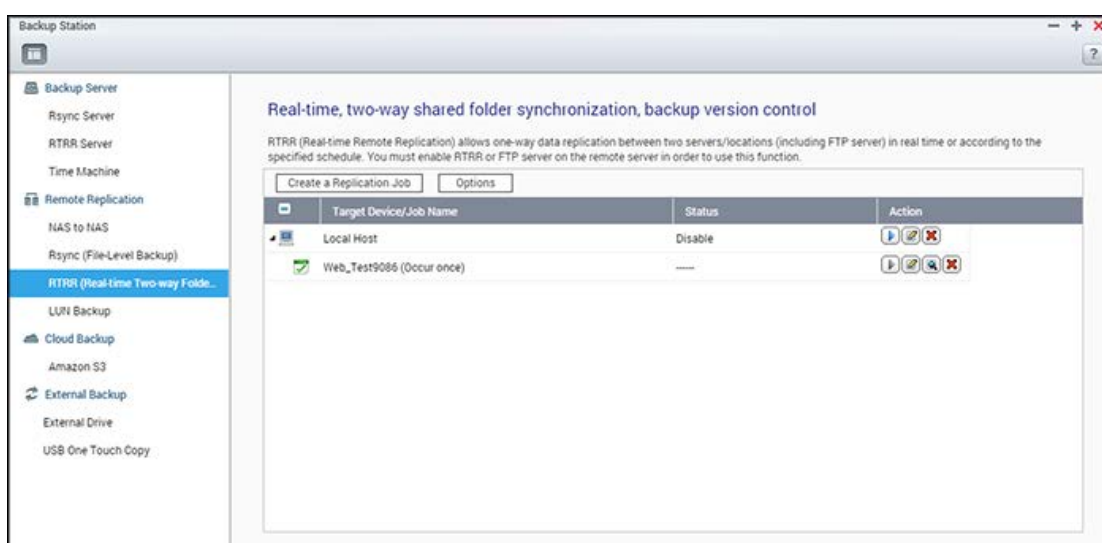 Backup Station
?
Backup Server
Rsync Server
RTRR Server
Time Machine
Remote Replication
NAS to NAS
Rsync (File-Level Backup)
RTRR (Real-time Two-way Folde...
LUN Backup
Cloud Backup
Amazon S3
External Backup
External Drive
USB One Touch Copy
Real-time, two-way shared folder synchronization, backup version control
RTRR (Real-time Remote Replication) allows one-way data replication between two servers/locations (including FTP server) in real time or according to the
specified schedule. You must enable RTRR or FTP server on the remote server in order to use this function.
Create a Replication Job Options
Target Device/Job Name Status Action
Local Host Disable
Web_Test9086 (Occur once) -----